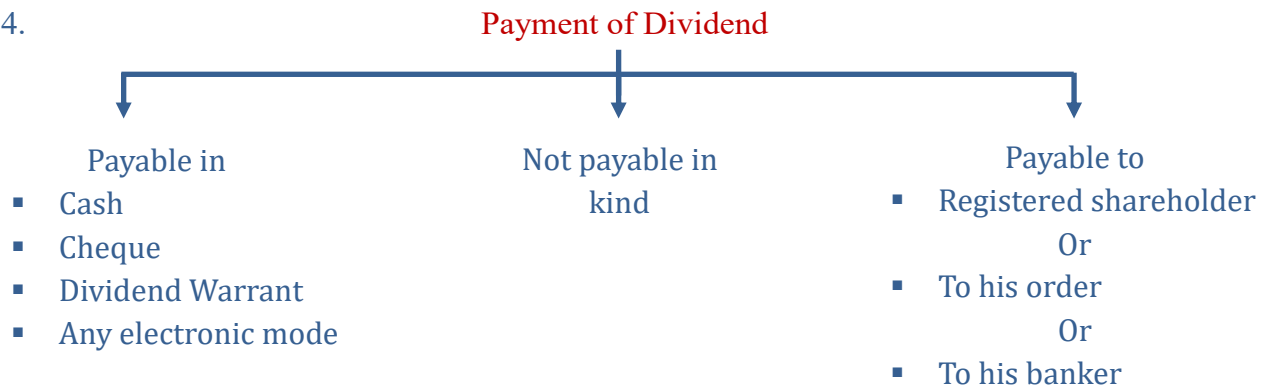 4.
Payment of Dividend
Payable in
▪ Cash
▪ Cheque
▪ Dividend Warrant
▪ Any electronic mode
Not payable in
kind
Payable to
▪ Registered shareholder
Or
▪ To his order
Or
▪ To his banker